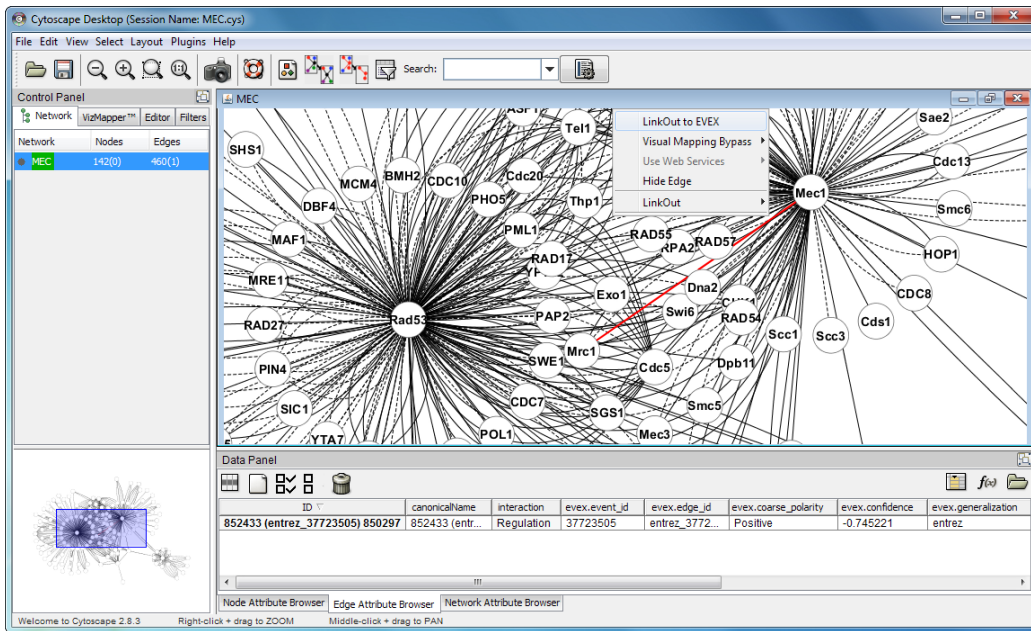 Cytoscape Desktop (Session Name: MEC.cys)
File Edit View Select Layout Plugins Help
Search:
Control Panel
Network VizMapper™ Editor Filters
Network Nodes Edges
MEC 142(0) 460(1)
MEC
LinkOut to EVEX
Visual Mapping Bypass
Use Web Services
Hide Edge
LinkOut
Tel1
Sae2
SHS1
Cdc13
MCM4
BMH2
CDC10
Cdc20
PHO5
Thp1
Mec1
DBF4
Smc6
PML1
RAD55
RPA2
RAD57
MAF1
RAD17
HOP1
MRE11
Exo1
Dna2
CDC8
Rad53
PAP2
Swi6
RAD54
Cds1
RAD27
Scc1
Scc3
SWE1
Mrc1
Cdc5
Dpb11
PIN4
CDC7
SGS1
Smc5
SIC1
YTA7
POL1
Mec3
Data Panel
f(x)
ID canonicalName interaction evex.event_id evex.edge_id evex.coarse_polarity evex.confidence evex.generalization
852433 (entrez_37723505) 850297 852433 (entr... Regulation 37723505 entrez_3772... Positive -0.745221 entrez
Node Attribute Browser Edge Attribute Browser Network Attribute Browser
Welcome to Cytoscape 2.8.3 Right-click + drag to ZOOM Middle-click + drag to PAN